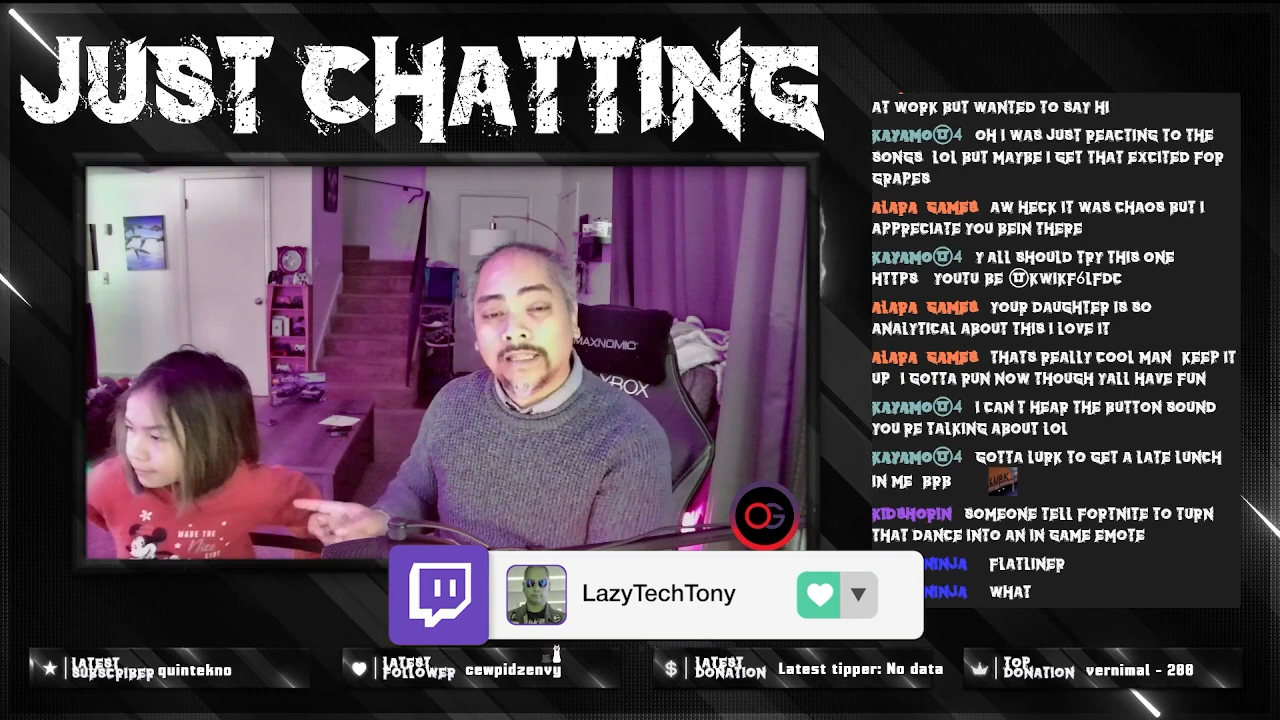 JUST CHATTING
AT WORK BUT WANTED TO SAY HI
KAYAMO 4 OH I WAS JUST REACTING TO THE
SONGS LOL BUT MAYBE I GET THAT EXCITED FOR
GRAPES
ALAPA GAMES AW HECK IT WAS CHAOS BUT I
APPRECIATE YOU BEIN THERE
KAYAMO 4 Y ALL SHOULD TRY THIS ONE
HTTPS YOUTU BE KWIKF6LFDC
ALAPA GAMES YOUR DAUGHTER IS SO
ANALYTICAL ABOUT THIS I LOVE IT
ALAPA GAMES THATS REALLY COOL MAN KEEP IT
UP I GOTTA RUN NOW THOUGH YALL HAVE FUN
KAYAMO 4 I CAN T HEAR THE BUTTON SOUND
YOU RE TALKING ABOUT LOL
KAYAMO 4 GOTTA LURK TO GET A LATE LUNCH
IN ME BRB LURK
KIDSHORIN SOMEONE TELL FORTNITE TO TURN
THAT DANCE INTO AN IN GAME EMOTE
NINJA FLATLINER
NINJA WHAT
MAXNOMIC
XBOX
MADE THE
Nice
LIST
OG
LazyTechTony
LATEST SUBSCRIBER quintekno
LATEST FOLLOWER cewpidzenvy
LATEST DONATION Latest tipper: No data
TOP DONATION vernimal - 200